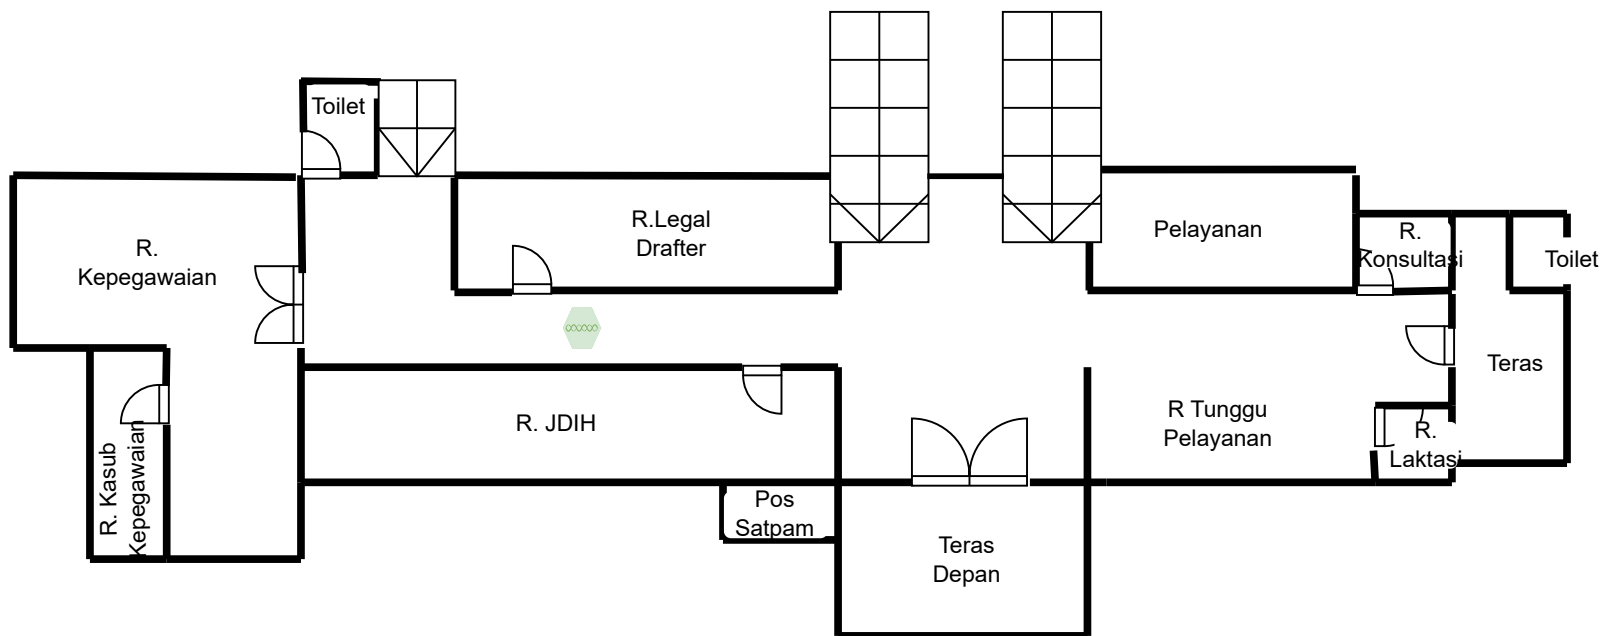 Toilet
R.
Kepegawaian
R.Legal
Drafter
Pelayanan
R.
Konsultasi
Toilet
Teras
R. Kasub
Kepegawaian
R. JDIH
R Tunggu
Pelayanan
R.
Laktasi
Pos
Satpam
Teras
Depan